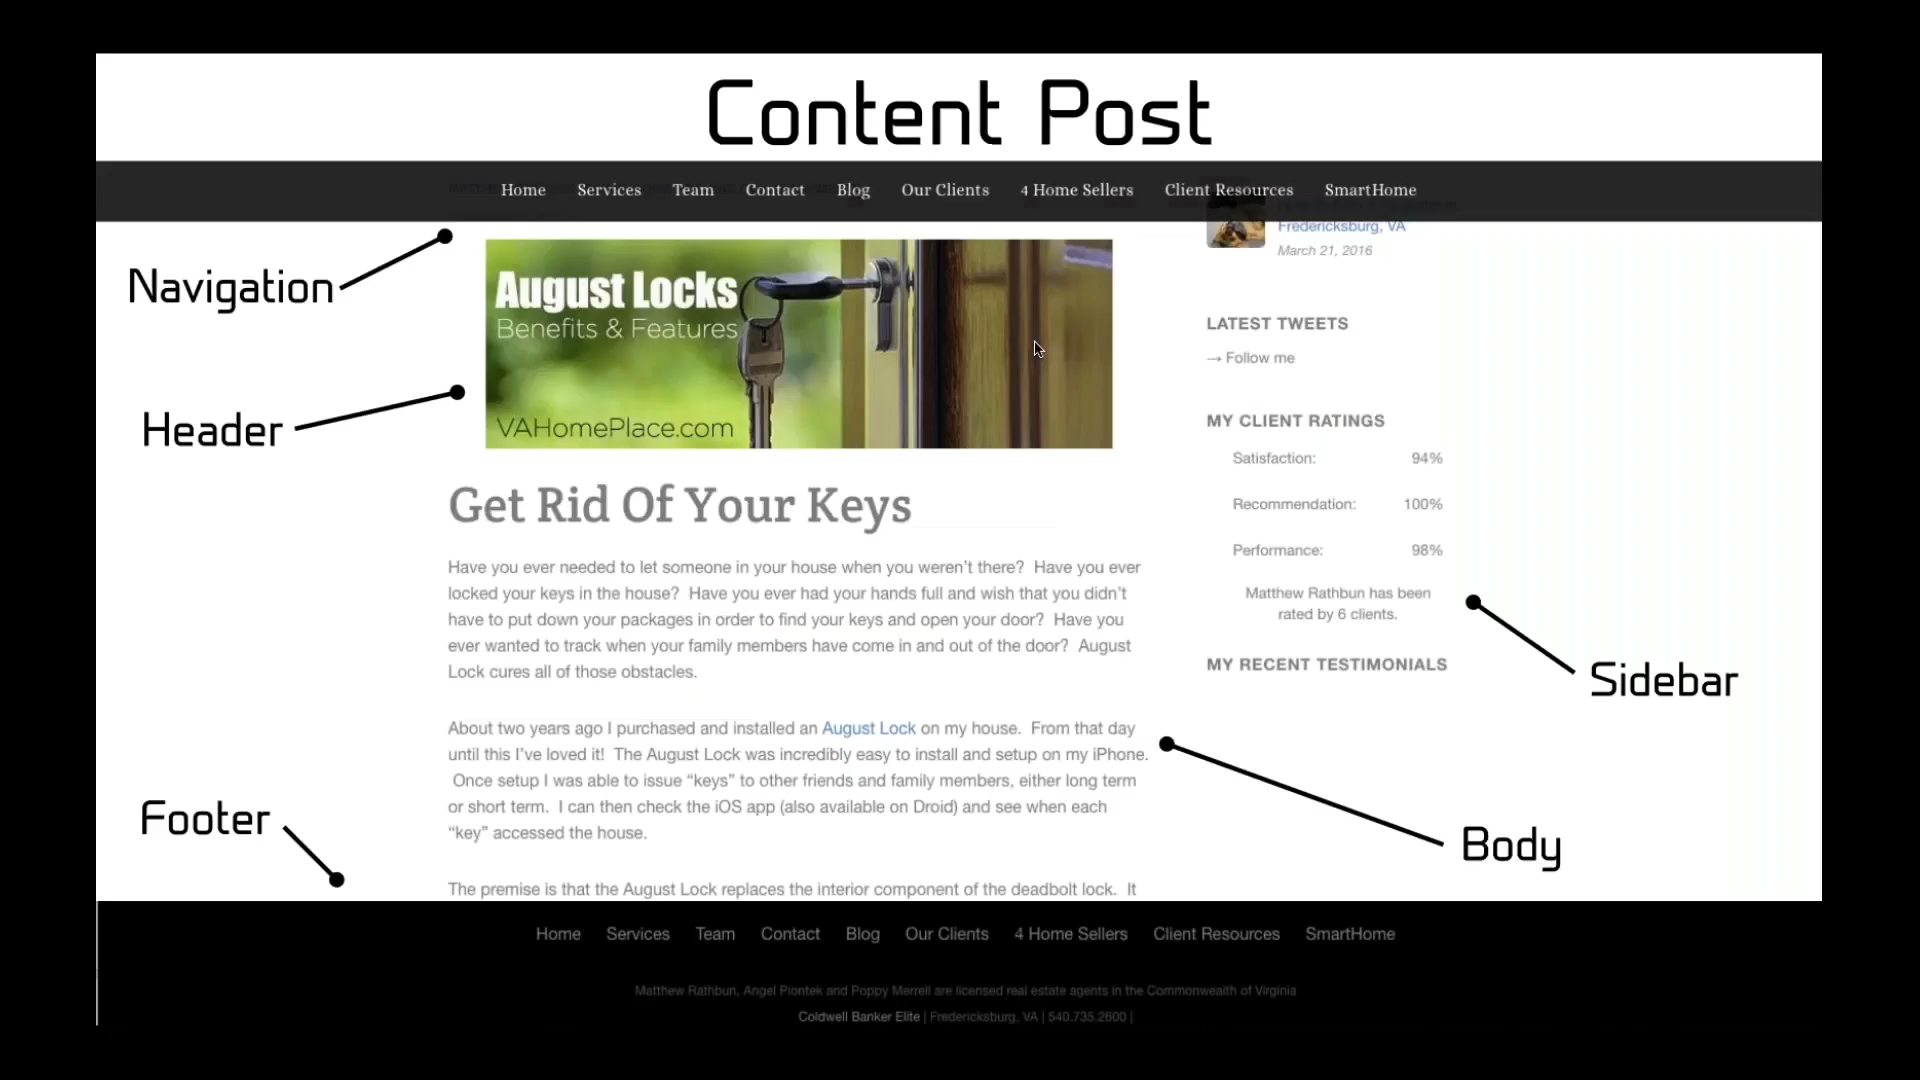 Content Post
Home Services Team Contact Blog Our Clients 4 Home Sellers Client Resources SmartHome
Fredericksburg, VA
March 21, 2016
Navigation
August Locks
Benefits & Features
VAHomePlace.com
Header
LATEST TWEETS
→ Follow me
MY CLIENT RATINGS
Satisfaction: 94%
Recommendation: 100%
Performance: 98%
Matthew Rathbun has been
rated by 6 clients.
MY RECENT TESTIMONIALS
Sidebar
Get Rid Of Your Keys
Have you ever needed to let someone in your house when you weren’t there?  Have you ever
locked your keys in the house?  Have you ever had your hands full and wish that you didn’t
have to put down your packages in order to find your keys and open your door?  Have you
ever wanted to track when your family members have come in and out of the door?  August
Lock cures all of those obstacles.
About two years ago I purchased and installed an August Lock on my house.  From that day
until this I’ve loved it!  The August Lock was incredibly easy to install and setup on my iPhone.
Once setup I was able to issue “keys” to other friends and family members, either long term
or short term.  I can then check the iOS app (also available on Droid) and see when each
“key” accessed the house.
The premise is that the August Lock replaces the interior component of the deadbolt lock.  It
Body
Footer
Home Services Team Contact Blog Our Clients 4 Home Sellers Client Resources SmartHome
Matthew Rathbun, Angel Piontek and Poppy Merrell are licensed real estate agents in the Commonwealth of Virginia
Coldwell Banker Elite | Fredericksburg, VA | 540.735.2600 |